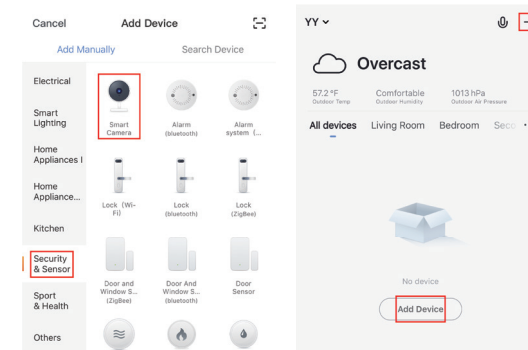 Cancel
Add Device
Add Manually
Search Device
Electrical
Smart
Lighting
Home
Appliances I
Home
Appliance...
Kitchen
Security
& Sensor
Sport
& Health
Others
Smart
Camera
Alarm
(bluetooth)
Alarm
system (...
Lock (Wi-
Fi)
Lock
(bluetooth)
Lock
(ZigBee)
Door and
Window S...
(ZigBee)
Door And
Window S...
(bluetooth)
Door
Sensor
YY
Overcast
57.2 °F
Outdoor Temp
Comfortable
Outdoor Humidity
1013 hPa
Outdoor Air Pressure
All devices
Living Room
Bedroom
Seco
No device
Add Device